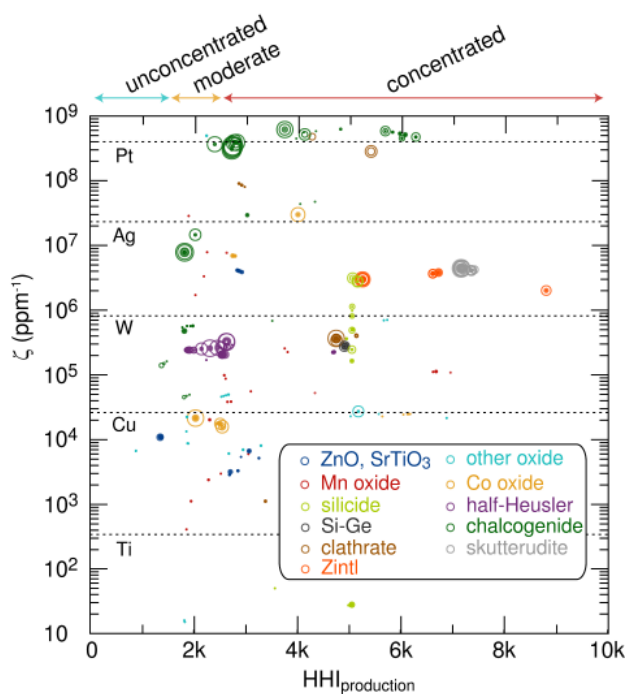 unconcentrated
moderate
concentrated
10⁹
Pt
10⁸
Ag
10⁷
10⁶
W
10⁵
Cu
10⁴
10³
Ti
10²
10
ζ (ppm⁻¹)
ZnO, SrTiO₃
Mn oxide
silicide
Si-Ge
clathrate
Zintl
other oxide
Co oxide
half-Heusler
chalcogenide
skutterudite
0 2k 4k 6k 8k 10k
HHIproduction